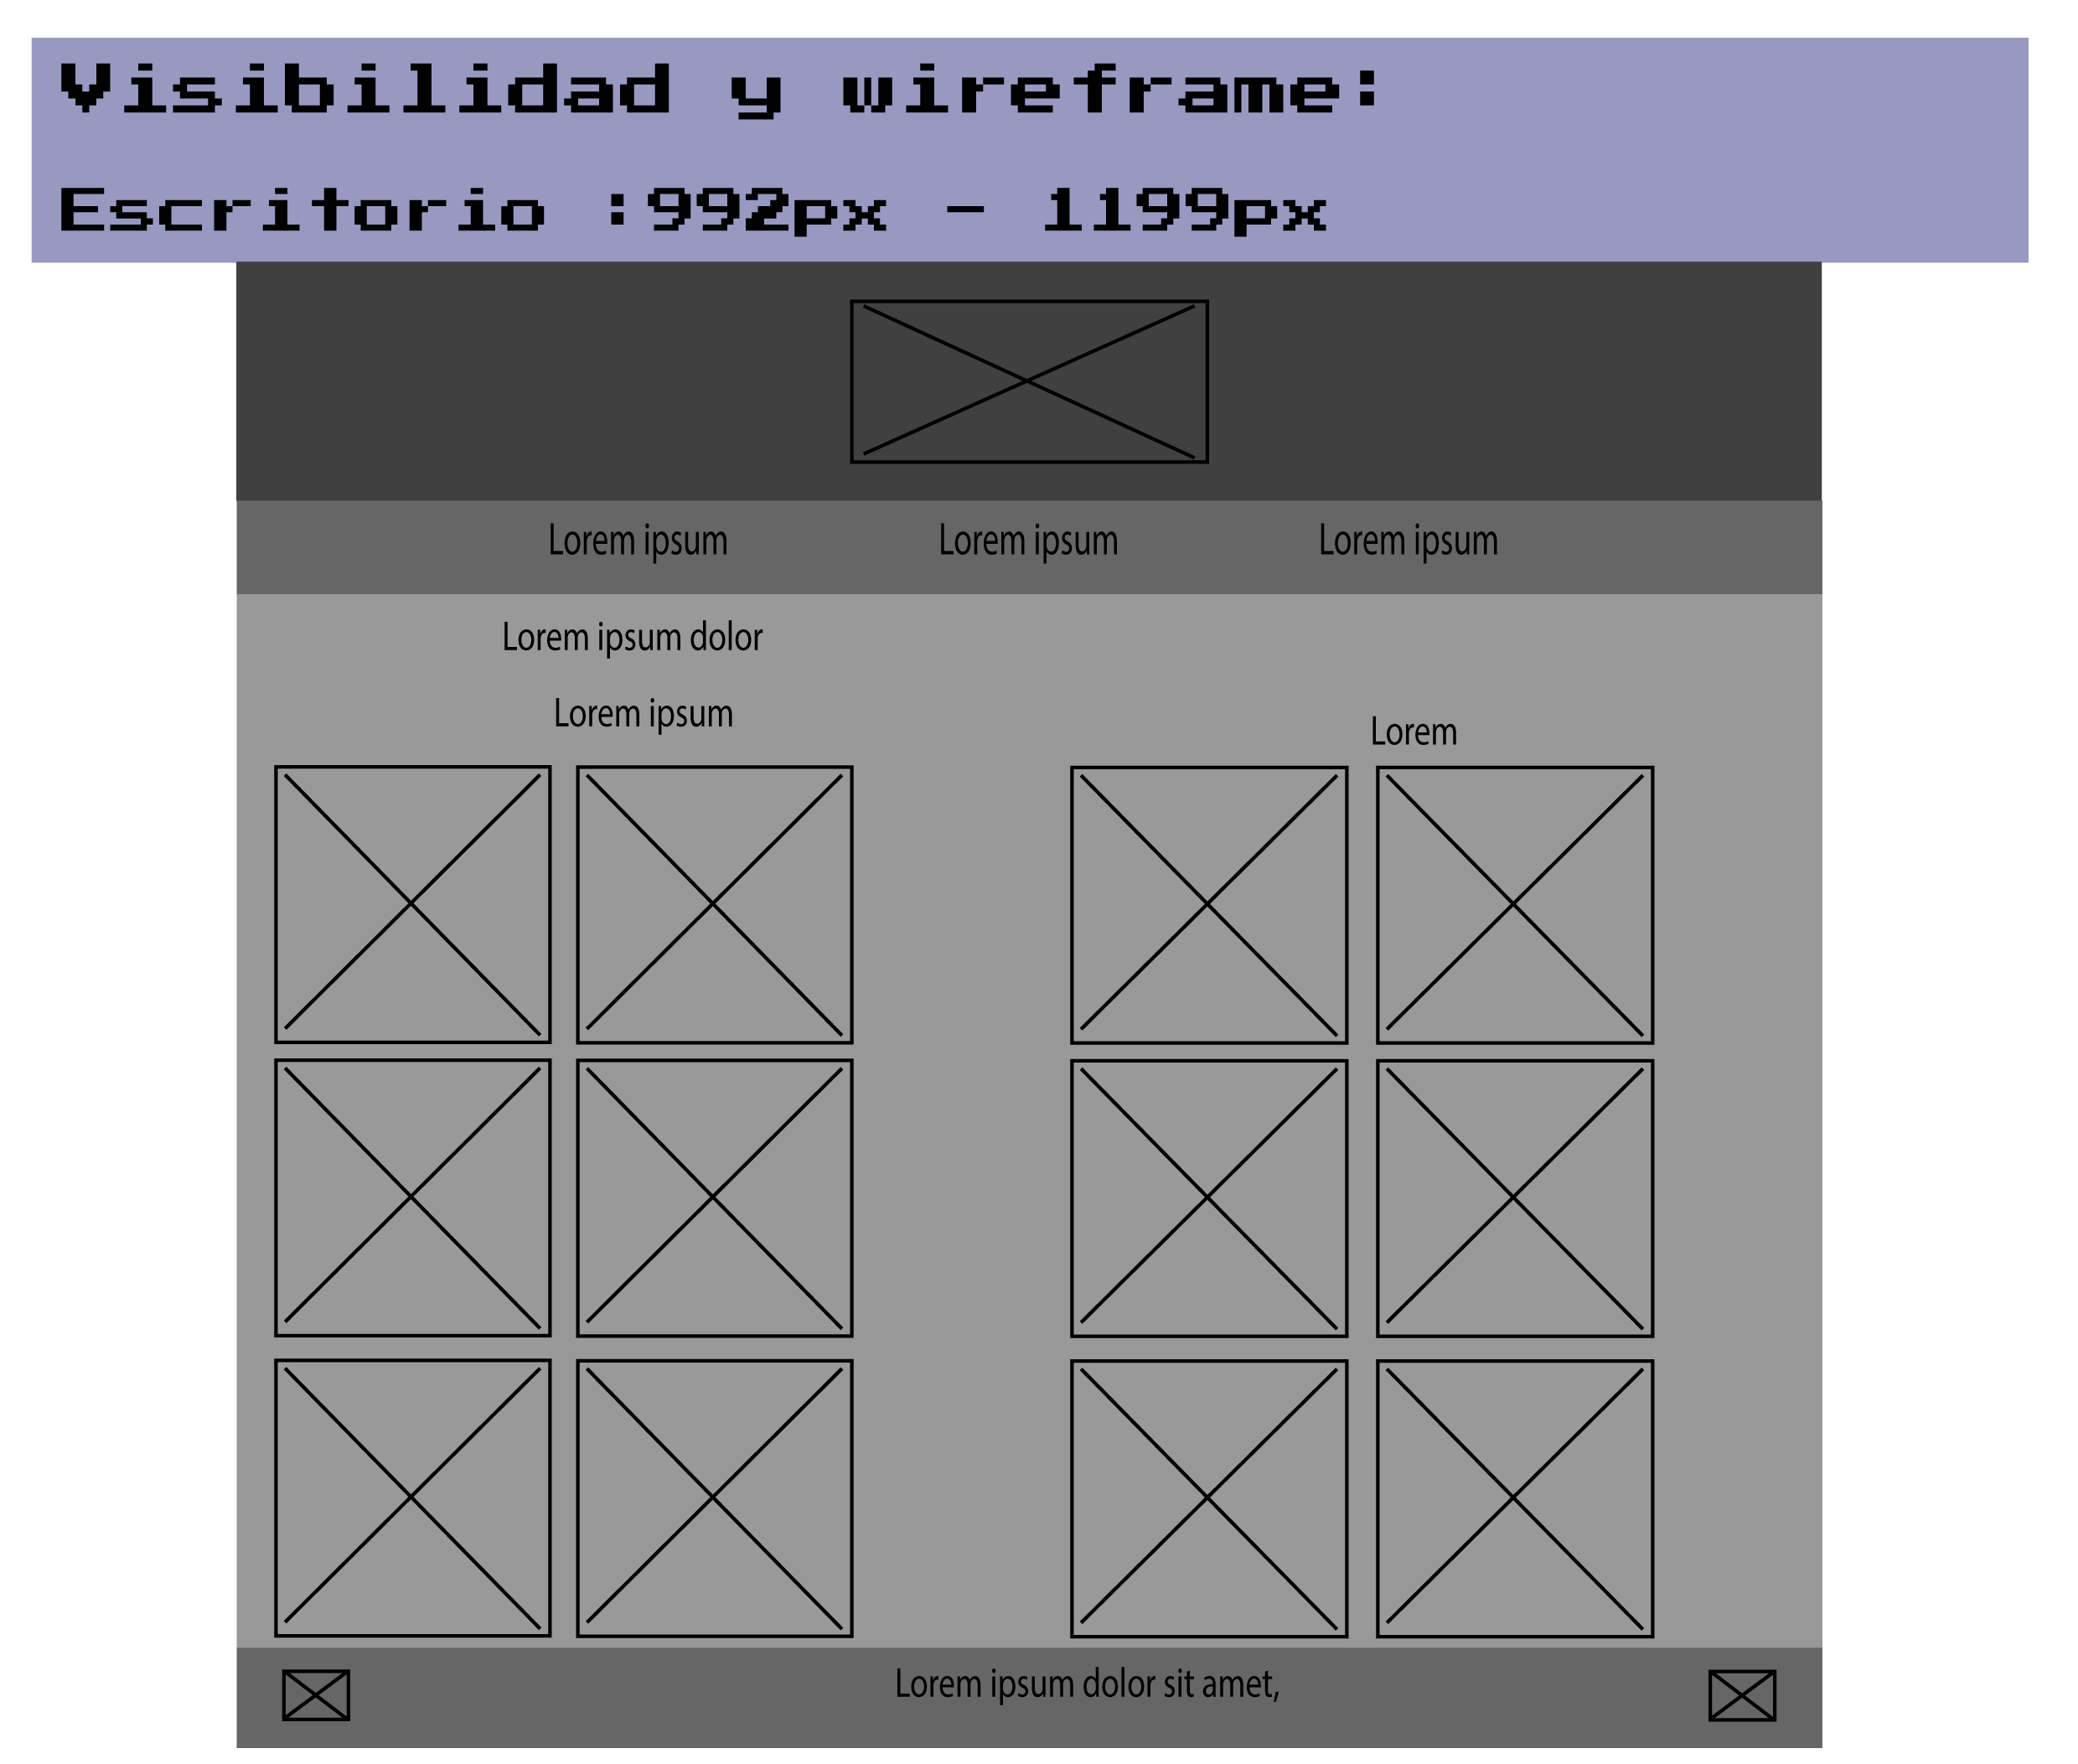 Visibilidad y wireframe:
Escritorio :992px - 1199px
Lorem ipsum Lorem ipsum Lorem ipsum
Lorem ipsum dolor
Lorem ipsum
Lorem
Lorem ipsum dolor sit amet,